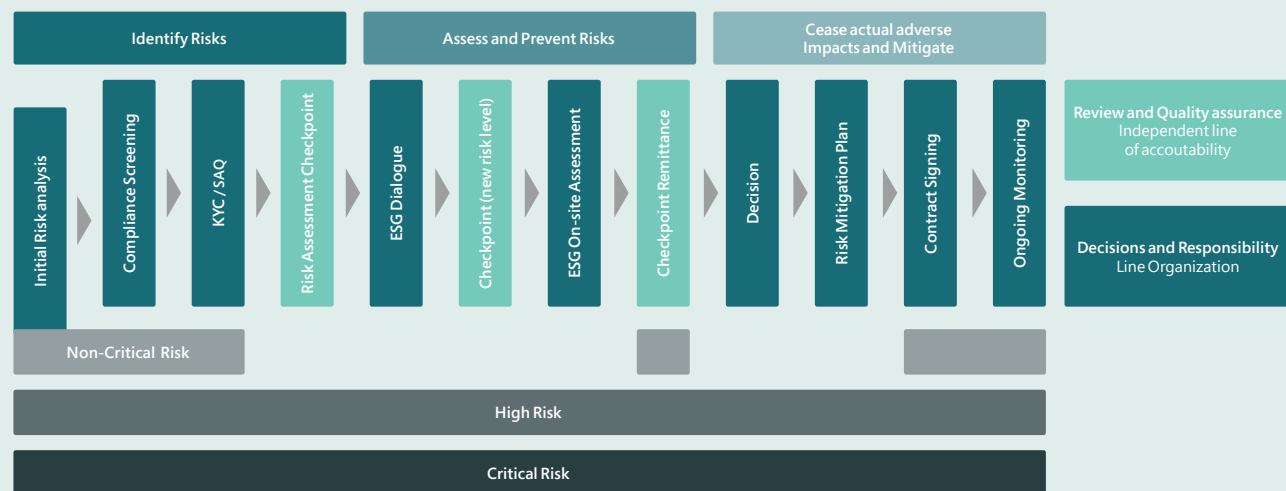 Identify Risks
Assess and Prevent Risks
Cease actual adverse
Impacts and Mitigate
Initial Risk analysis
Compliance Screening
KYC / SAQ
Risk Assessment Checkpoint
ESG Dialogue
Checkpoint (new risk level)
ESG On-site Assessment
Checkpoint Remittance
Decision
Risk Mitigation Plan
Contract Signing
Ongoing Monitoring
Review and Quality assurance
Independent line
of accoutability
Decisions and Responsibility
Line Organization
Non-Critical Risk
High Risk
Critical Risk